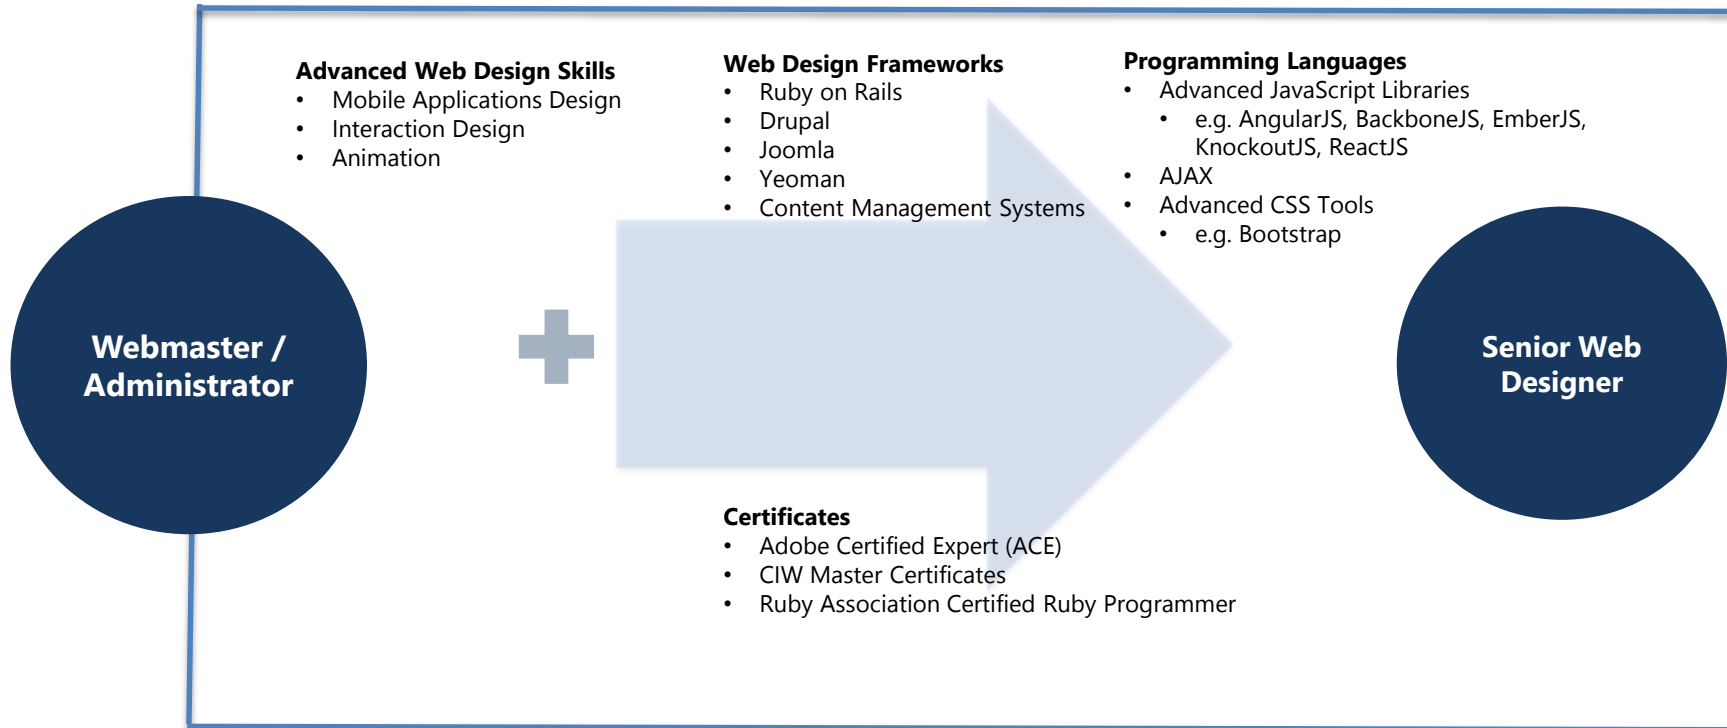 Advanced Web Design Skills
• Mobile Applications Design
• Interaction Design
• Animation
Web Design Frameworks
• Ruby on Rails
• Drupal
• Joomla
• Yeoman
• Content Management Systems
Programming Languages
• Advanced JavaScript Libraries
• e.g. AngularJS, BackboneJS, EmberJS,
KnockoutJS, ReactJS
• AJAX
• Advanced CSS Tools
• e.g. Bootstrap
Webmaster /
Administrator
Senior Web
Designer
Certificates
• Adobe Certified Expert (ACE)
• CIW Master Certificates
• Ruby Association Certified Ruby Programmer